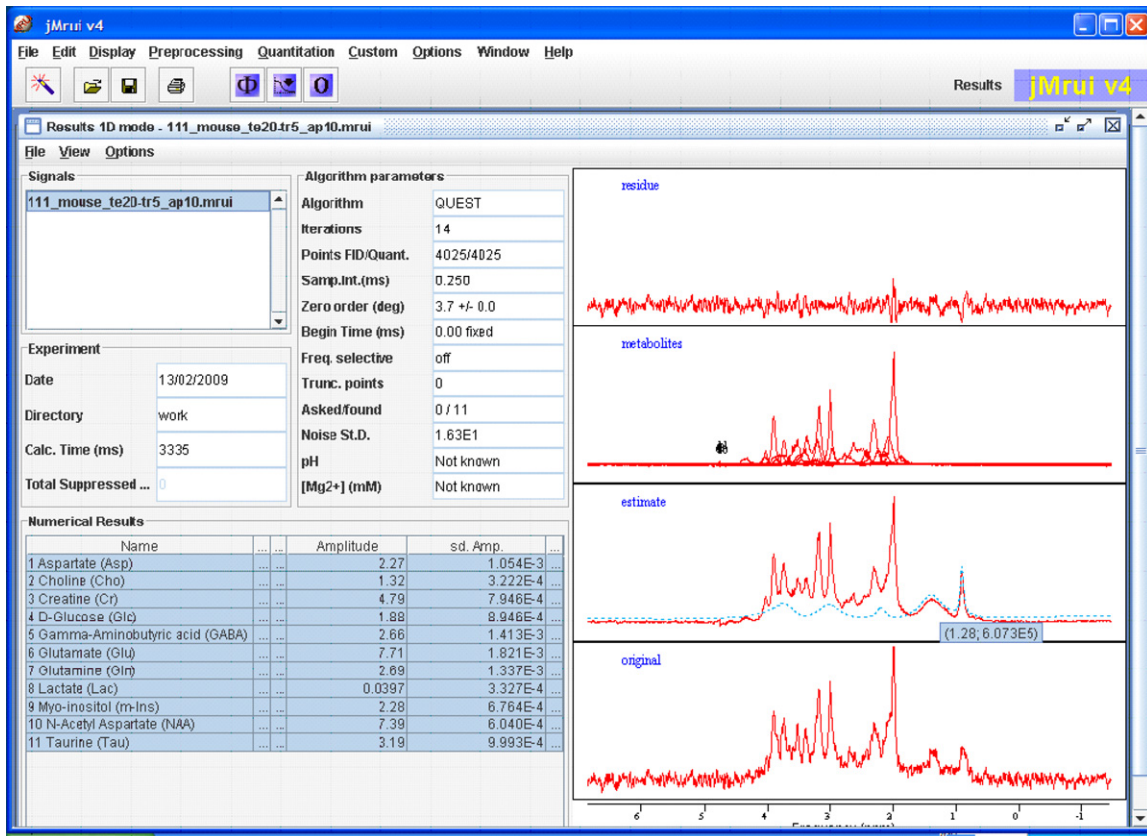 jMrui v4
File Edit Display Preprocessing Quantitation Custom Options Window Help
Results jMrui v4
Results 1D mode - 111_mouse_te20-tr5_ap10.mrui
File View Options
Signals
111_mouse_te20-tr5_ap10.mrui
Experiment
Date 13/02/2009
Directory work
Calc. Time (ms) 3335
Total Suppressed ... 0
Algorithm parameters
Algorithm QUEST
Iterations 14
Points FID/Quant. 4025/4025
Samp.Int.(ms) 0.250
Zero order (deg) 3.7 +/- 0.0
Begin Time (ms) 0.00 fixed
Freq. selective off
Trunc. points 0
Asked/found 0 / 11
Noise St.D. 1.63E1
pH Not known
[Mg2+] (mM) Not known
Numerical Results
Name ... ... Amplitude sd. Amp. ...
1 Aspartate (Asp) ... ... 2.27 1.054E-3 ...
2 Choline (Cho) ... ... 1.32 3.222E-4 ...
3 Creatine (Cr) ... ... 4.79 7.946E-4 ...
4 D-Glucose (Glc) ... ... 1.88 8.946E-4 ...
5 Gamma-Aminobutyric acid (GABA) ... ... 2.66 1.413E-3 ...
6 Glutamate (Glu) ... ... 7.71 1.821E-3 ...
7 Glutamine (Gln) ... ... 2.69 1.337E-3 ...
8 Lactate (Lac) ... ... 0.0397 3.327E-4 ...
9 Myo-inositol (m-Ins) ... ... 2.28 6.764E-4 ...
10 N-Acetyl Aspartate (NAA) ... ... 7.39 6.040E-4 ...
11 Taurine (Tau) ... ... 3.19 9.993E-4 ...
residue
metabolites
estimate
(1.28; 6.073E5)
original
6 5 4 3 2 1 0 -1
Frequency (ppm)